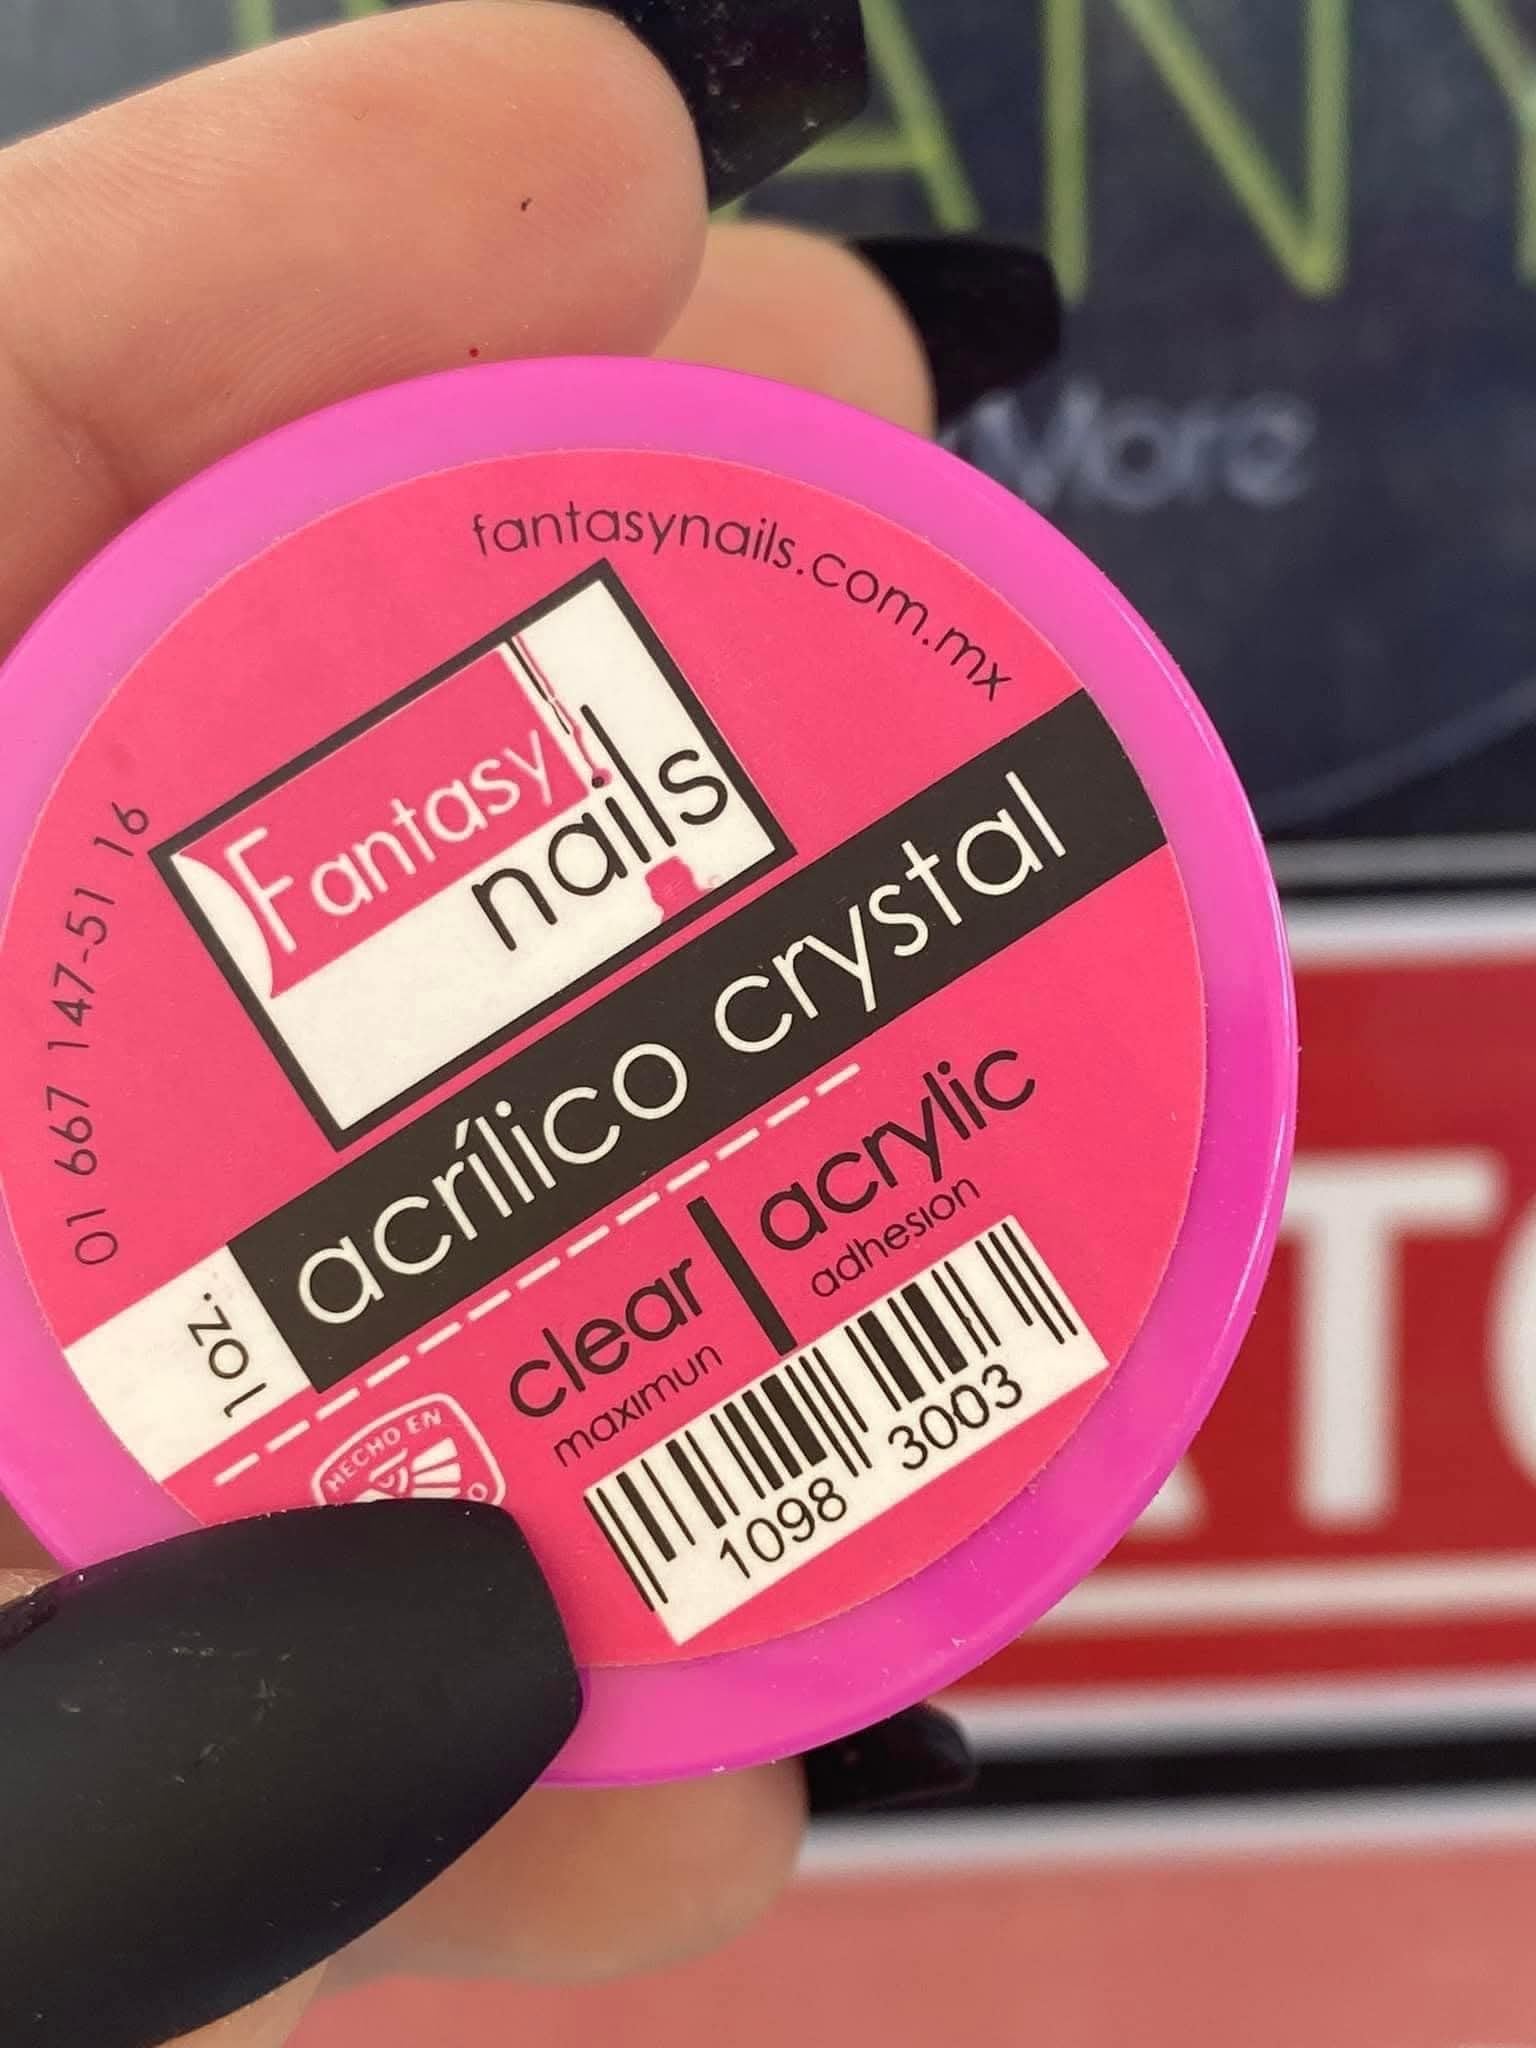 ANY
More
fantasynails.com.mx
Fantasy
nails
01 667 147-51 16
acrílico crystal
1oz.
clear acrylic
maximun adhesion
HECHO EN
1098 3003